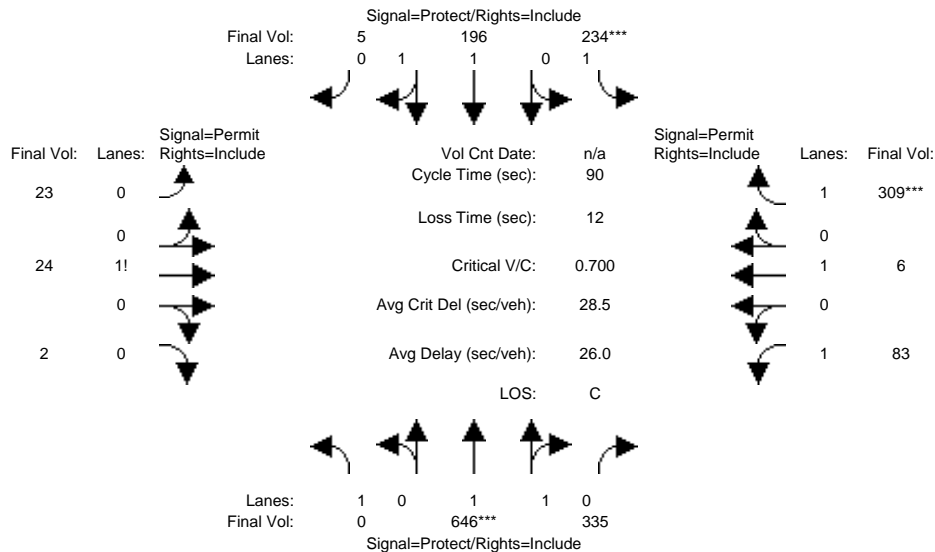 Signal=Protect/Rights=Include
Final Vol: 5 196 234***
Lanes: 0 1 1 0 1
Signal=Permit Signal=Permit
Final Vol: Lanes: Rights=Include Vol Cnt Date: n/a Rights=Include Lanes: Final Vol:
Cycle Time (sec): 90
23 0 1 309***
Loss Time (sec): 12
0 0
24 1! Critical V/C: 0.700 1 6
0 Avg Crit Del (sec/veh): 28.5 0
2 0 Avg Delay (sec/veh): 26.0 1 83
LOS: C
Lanes: 1 0 1 1 0
Final Vol: 0 646*** 335
Signal=Protect/Rights=Include